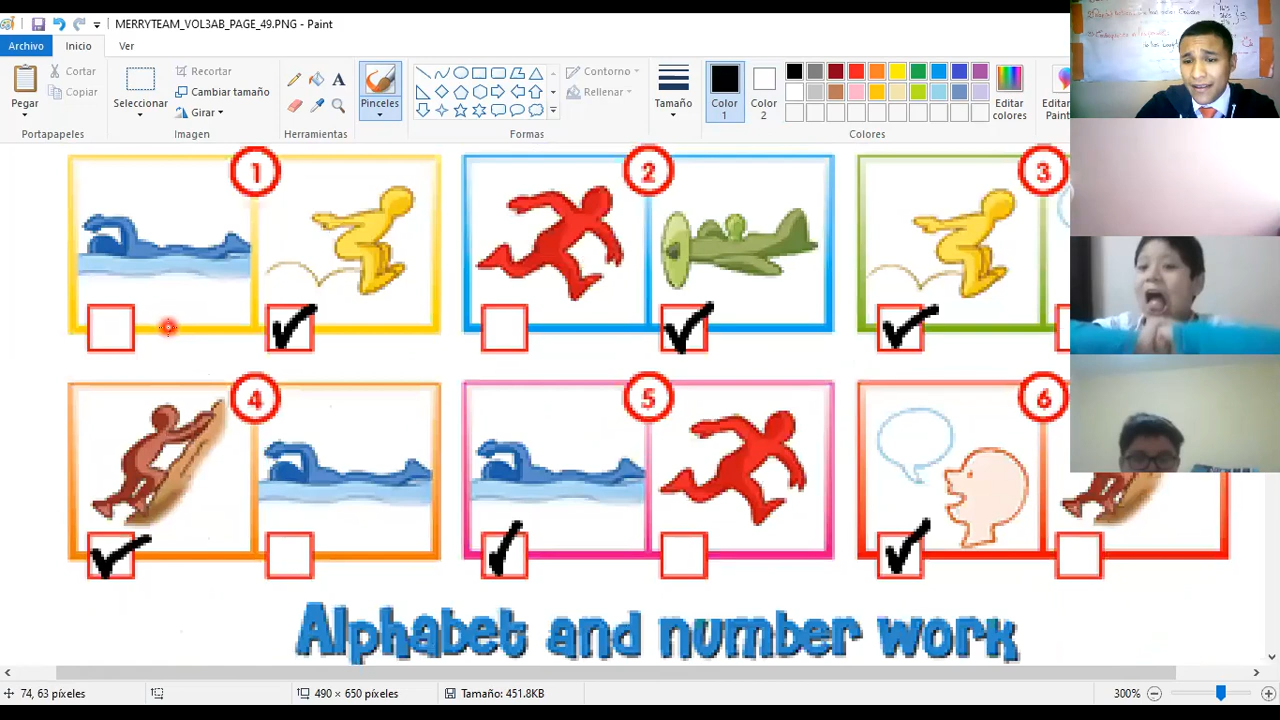 MERRYTEAM_VOL3AB_PAGE_49.PNG - Paint
Archivo Inicio Ver
Pegar
Cortar
Copiar
Portapapeles
Seleccionar
Recortar
Cambiar tamaño
Girar
Imagen
A
Herramientas
Pinceles
Contorno
Rellenar
Formas
Tamaño
Color 1
Color 2
Editar colores
Colores
Editar
1
2
3
4
5
6
Alphabet and number work
74, 63 píxeles
490 × 650 píxeles
Tamaño: 451.8KB
300%